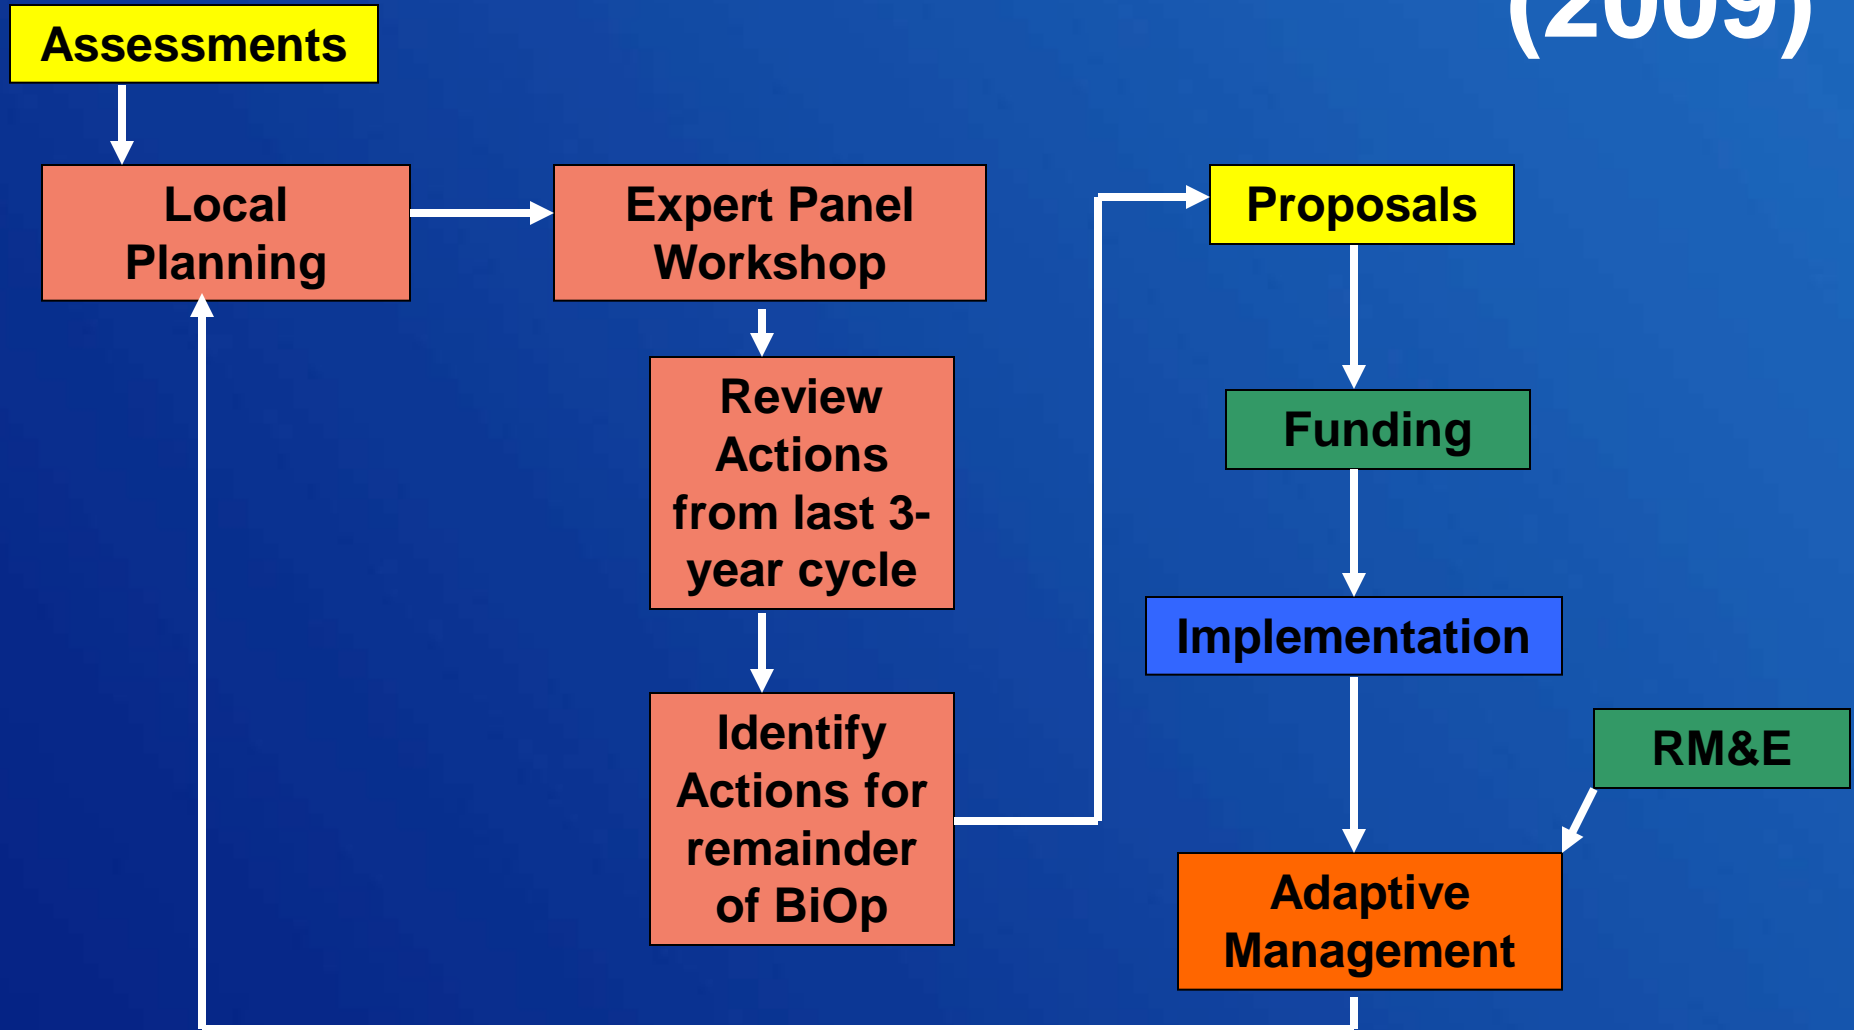 (2009)
Assessments
Local
Planning
Expert Panel
Workshop
Review
Actions
from last 3-
year cycle
Identify
Actions for
remainder
of BiOp
Proposals
Funding
Implementation
RM&E
Adaptive
Management